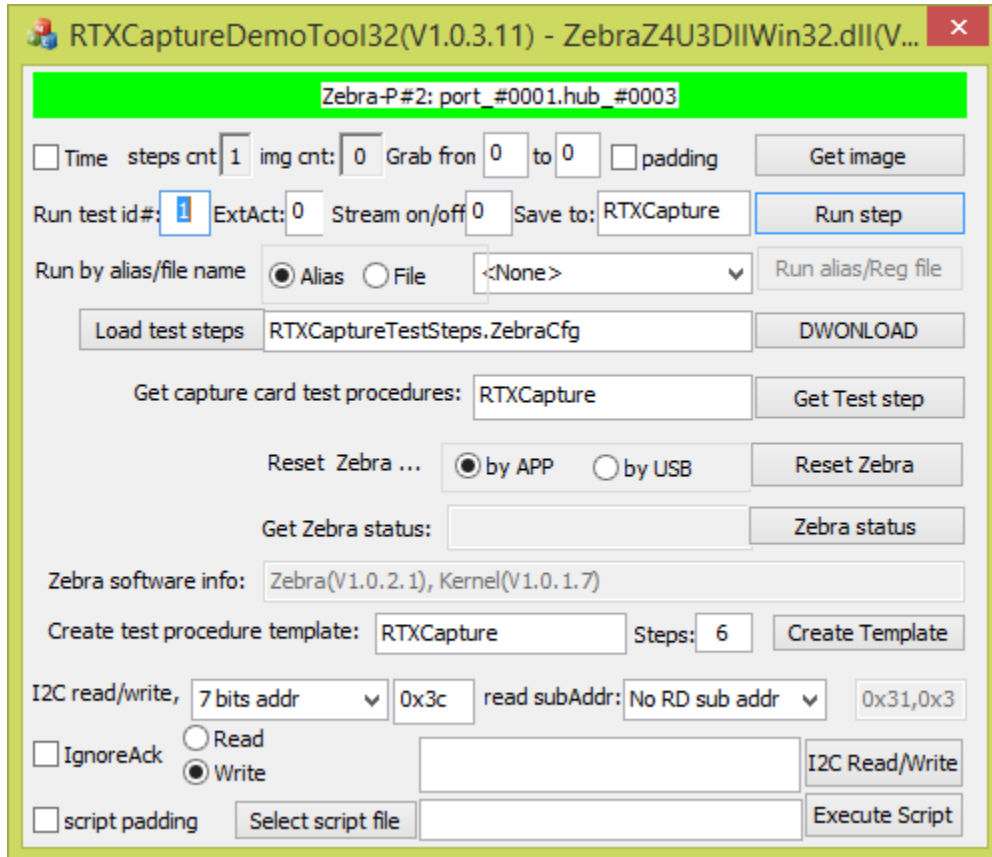 RTXCaptureDemoTool32(V1.0.3.11) - ZebraZ4U3DllWin32.dll(V...
Zebra-P#2: port_#0001.hub_#0003
Time steps cnt 1 img cnt: 0 Grab fron 0 to 0 padding Get image
Run test id#: 1 ExtAct: 0 Stream on/off 0 Save to: RTXCapture Run step
Run by alias/file name Alias File <None> Run alias/Reg file
Load test steps RTXCaptureTestSteps.ZebraCfg DWONLOAD
Get capture card test procedures: RTXCapture Get Test step
Reset Zebra ... by APP by USB Reset Zebra
Get Zebra status: Zebra status
Zebra software info: Zebra(V1.0.2.1), Kernel(V1.0.1.7)
Create test procedure template: RTXCapture Steps: 6 Create Template
I2C read/write, 7 bits addr 0x3c read subAddr: No RD sub addr 0x31,0x3
IgnoreAck Read
Write I2C Read/Write
script padding Select script file Execute Script